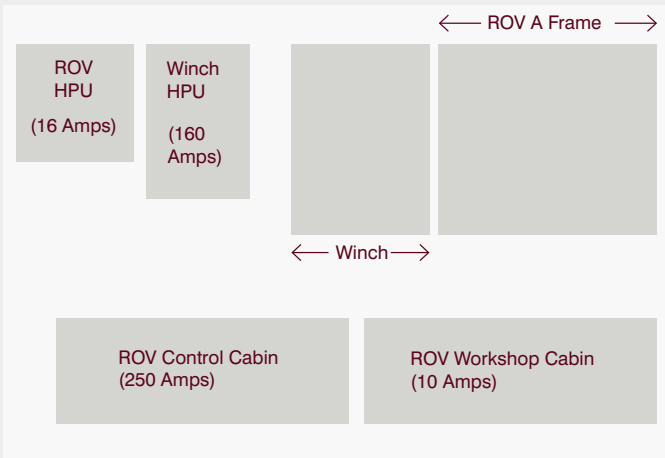 ROV A Frame
ROV
HPU
(16 Amps)
Winch
HPU
(160
Amps)
Winch
ROV Control Cabin
(250 Amps)
ROV Workshop Cabin
(10 Amps)